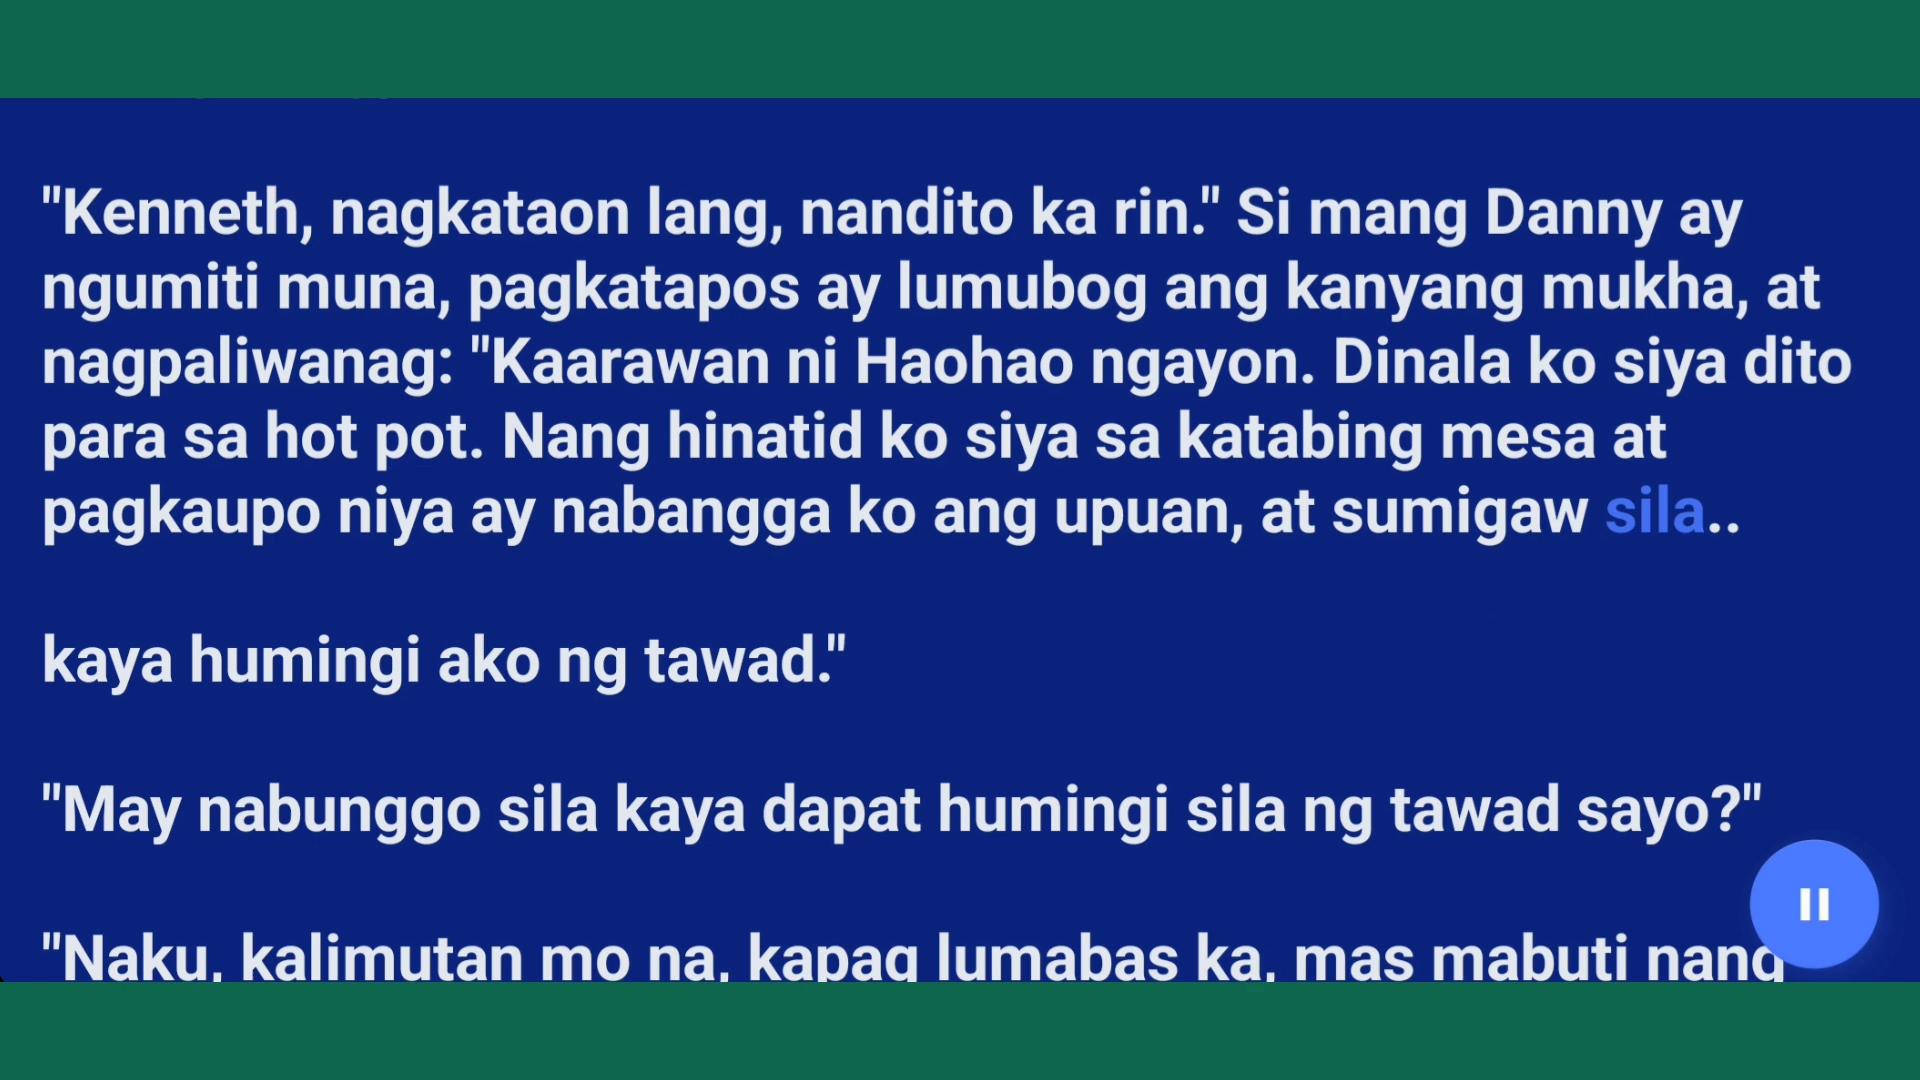 "Kenneth, nagkataon lang, nandito ka rin." Si mang Danny ay
ngumiti muna, pagkatapos ay lumubog ang kanyang mukha, at
nagpaliwanag: "Kaarawan ni Haohao ngayon. Dinala ko siya dito
para sa hot pot. Nang hinatid ko siya sa katabing mesa at
pagkaupo niya ay nabangga ko ang upuan, at sumigaw sila..
kaya humingi ako ng tawad."
"May nabunggo sila kaya dapat humingi sila ng tawad sayo?"
"Naku, kalimutan mo na, kapag lumabas ka, mas mabuti nang